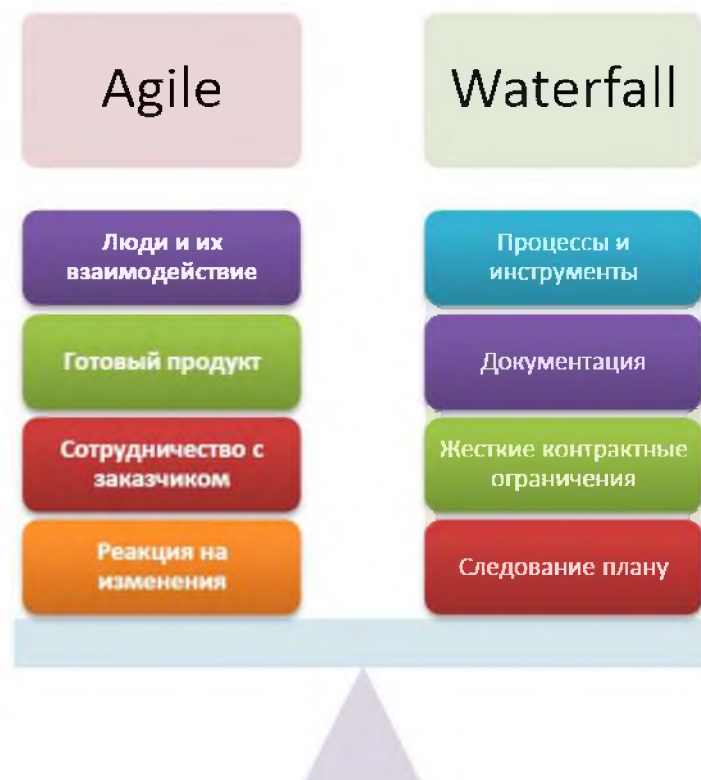 Agile
Waterfall
Люди и их
взаимодействие
Процессы и
инструменты
Готовый продукт
Документация
Сотрудничество с
заказчиком
Жесткие контрактные
ограничения
Реакция на
изменения
Следование плану